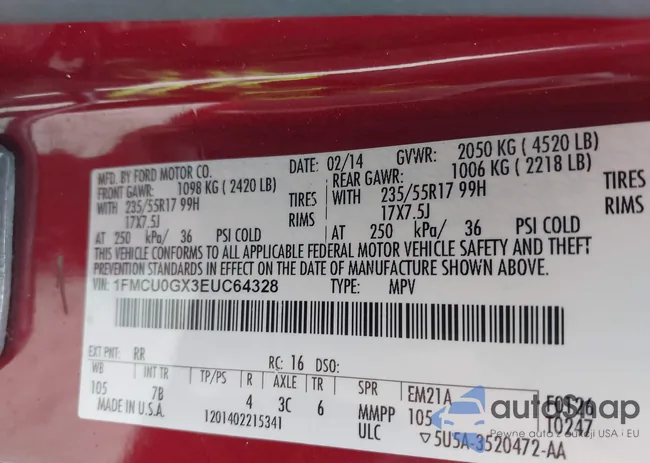 MFD. BY FORD MOTOR CO.
DATE: 02/14 GVWR: 2050 KG ( 4520 LB)
FRONT GAWR: 1098 KG ( 2420 LB) REAR GAWR: 1006 KG ( 2218 LB)
WITH 235/55R17 99H TIRES WITH 235/55R17 99H TIRES
17X7.5J RIMS 17X7.5J RIMS
AT 250 kPa/ 36 PSI COLD AT 250 kPa/ 36 PSI COLD
THIS VEHICLE CONFORMS TO ALL APPLICABLE FEDERAL MOTOR VEHICLE SAFETY AND THEFT
PREVENTION STANDARDS IN EFFECT ON THE DATE OF MANUFACTURE SHOWN ABOVE.
VIN: 1FMCU0GX3EUC64328 TYPE: MPV
EXT PNT: RR RC: 16 DSO:
WB INT TR TP/PS R AXLE TR SPR EM21A
105 7B 4 3C 6 MMPP 105
MADE IN U.S.A. 1201402215341 ULC
10247
▽5U5A-3520472-AA
autosnap
Pewne auta z aukcji USA i EU